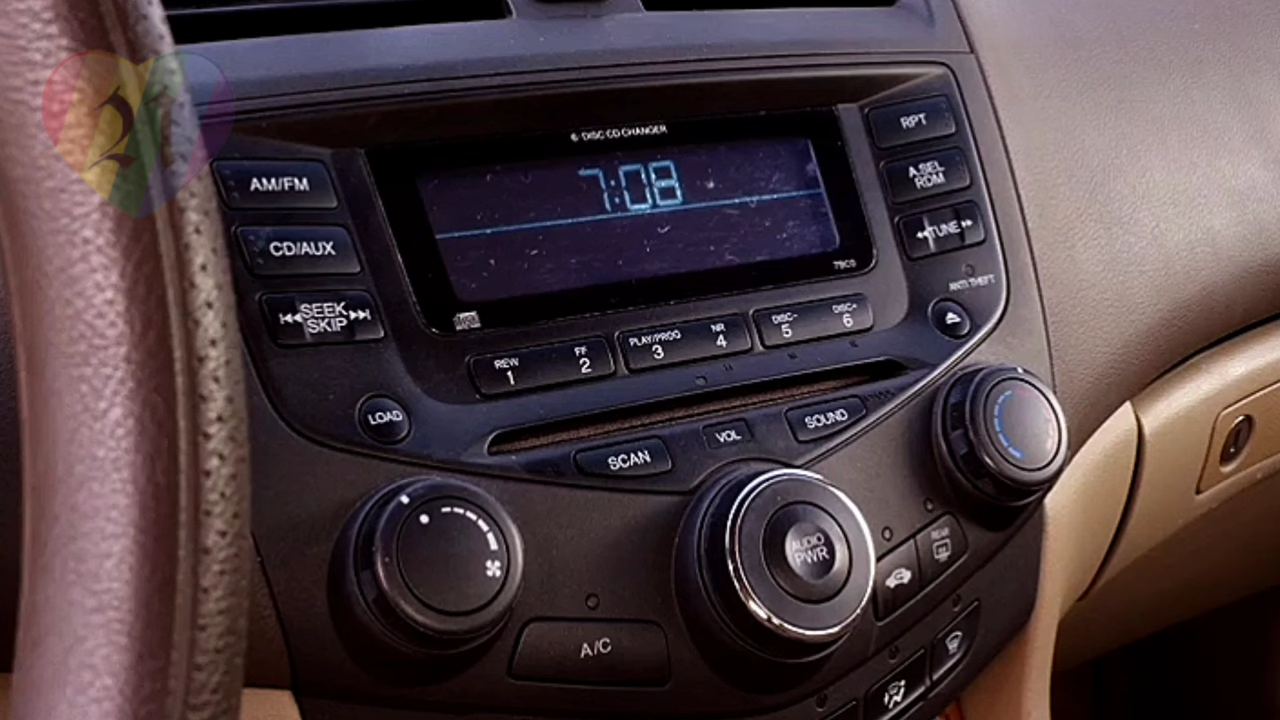 6 DISC CD CHANGER
RPT
AM/FM
7:08
A.SEL
RDM
CD/AUX
TUNE
SEEK
SKIP
ANTI THEFT
REW
1
FF
2
PLAY/PROG
3
NR
4
DISC-
5
DISC+
6
LOAD
SCAN
VOL
SOUND
AUDIO
PWR
REAR
A/C